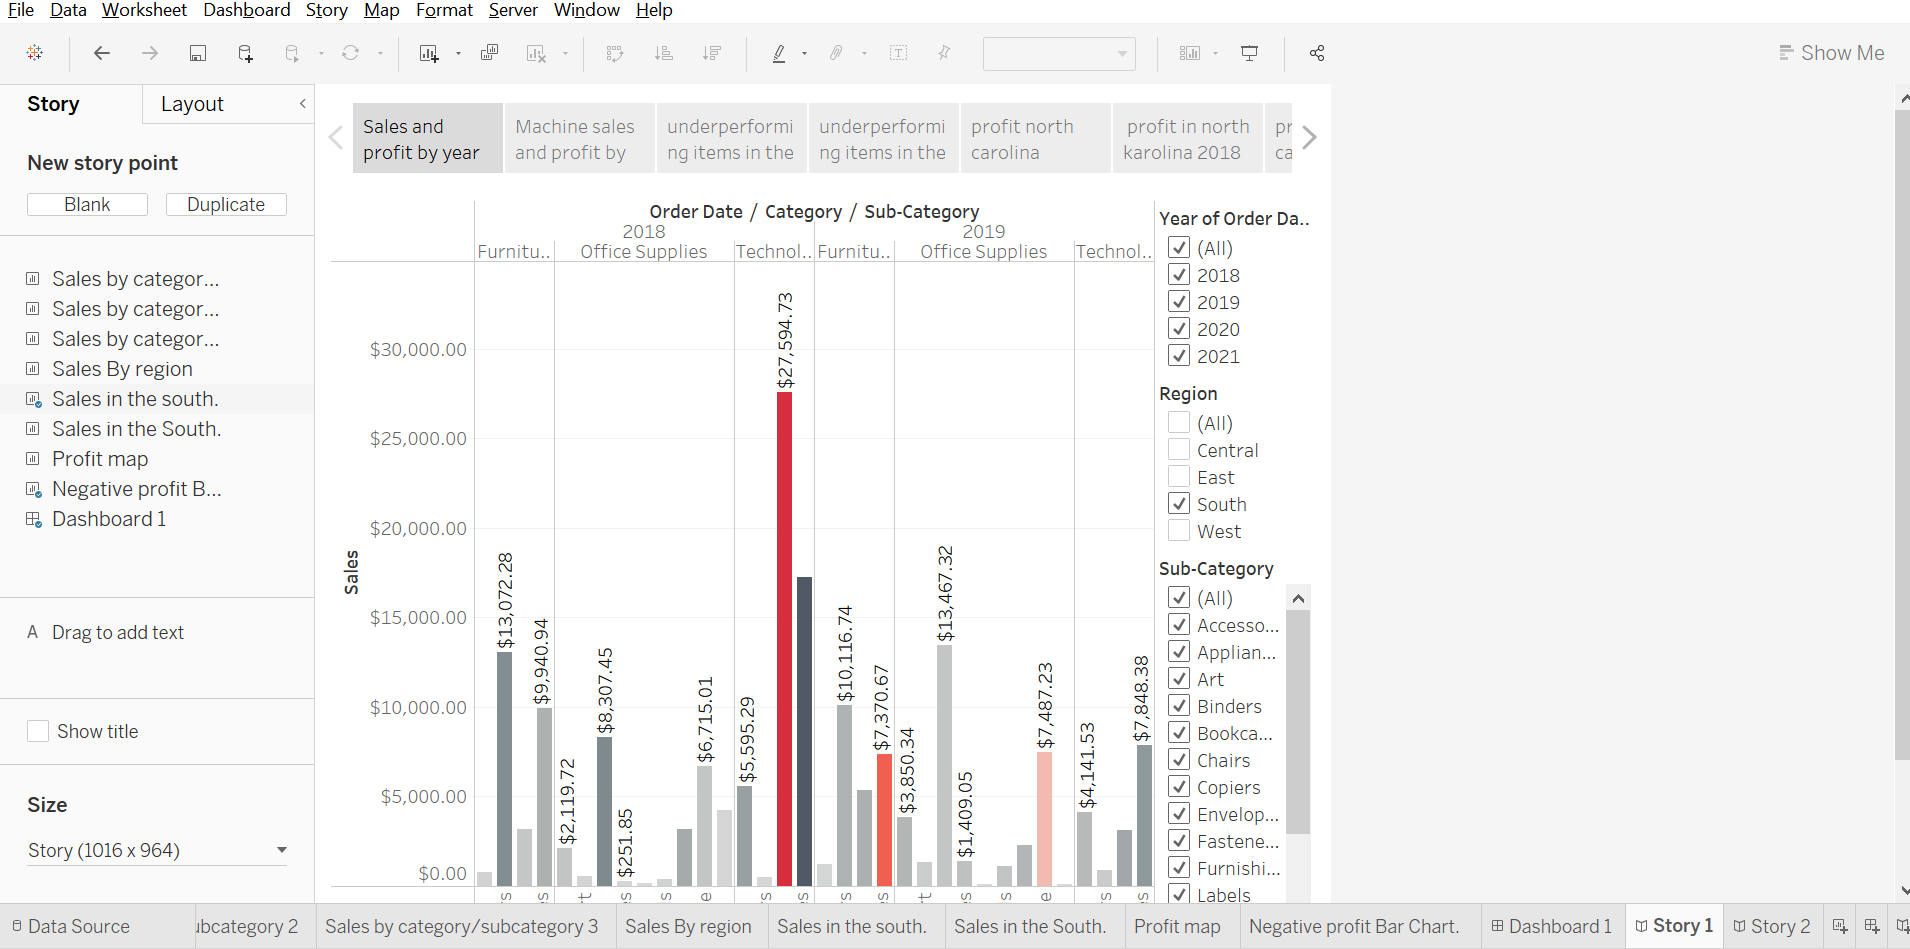 File Data Worksheet Dashboard Story Map Format Server Window Help
Show Me
Story Layout
New story point
Blank Duplicate
Sales by categor...
Sales by categor...
Sales by categor...
Sales By region
Sales in the south.
Sales in the South.
Profit map
Negative profit B...
Dashboard 1
A Drag to add text
Show title
Size
Story (1016 x 964)
Sales and
profit by year
Machine sales
and profit by
underperformi
ng items in the
underperformi
ng items in the
profit north
carolina
profit in north
karolina 2018
pr
ca
Order Date / Category / Sub-Category
2018 2019
Furnitu.. Office Supplies Technol.. Furnitu.. Office Supplies Technol..
Sales
$30,000.00
$25,000.00
$20,000.00
$15,000.00
$10,000.00
$5,000.00
$0.00
$13,072.28
$9,940.94
$2,119.72
$8,307.45
$251.85
$6,715.01
$5,595.29
$27,594.73
$10,116.74
$7,370.67
$3,850.34
$13,467.32
$1,409.05
$7,487.23
$4,141.53
$7,848.38
Year of Order Da..
(All)
2018
2019
2020
2021
Region
(All)
Central
East
South
West
Sub-Category
(All)
Accesso...
Applian...
Art
Binders
Bookca...
Chairs
Copiers
Envelop...
Fastene...
Furnishi...
Labels
Data Source ubcategory 2 Sales by category/subcategory 3 Sales By region Sales in the south. Sales in the South. Profit map Negative profit Bar Chart. Dashboard 1 Story 1 Story 2